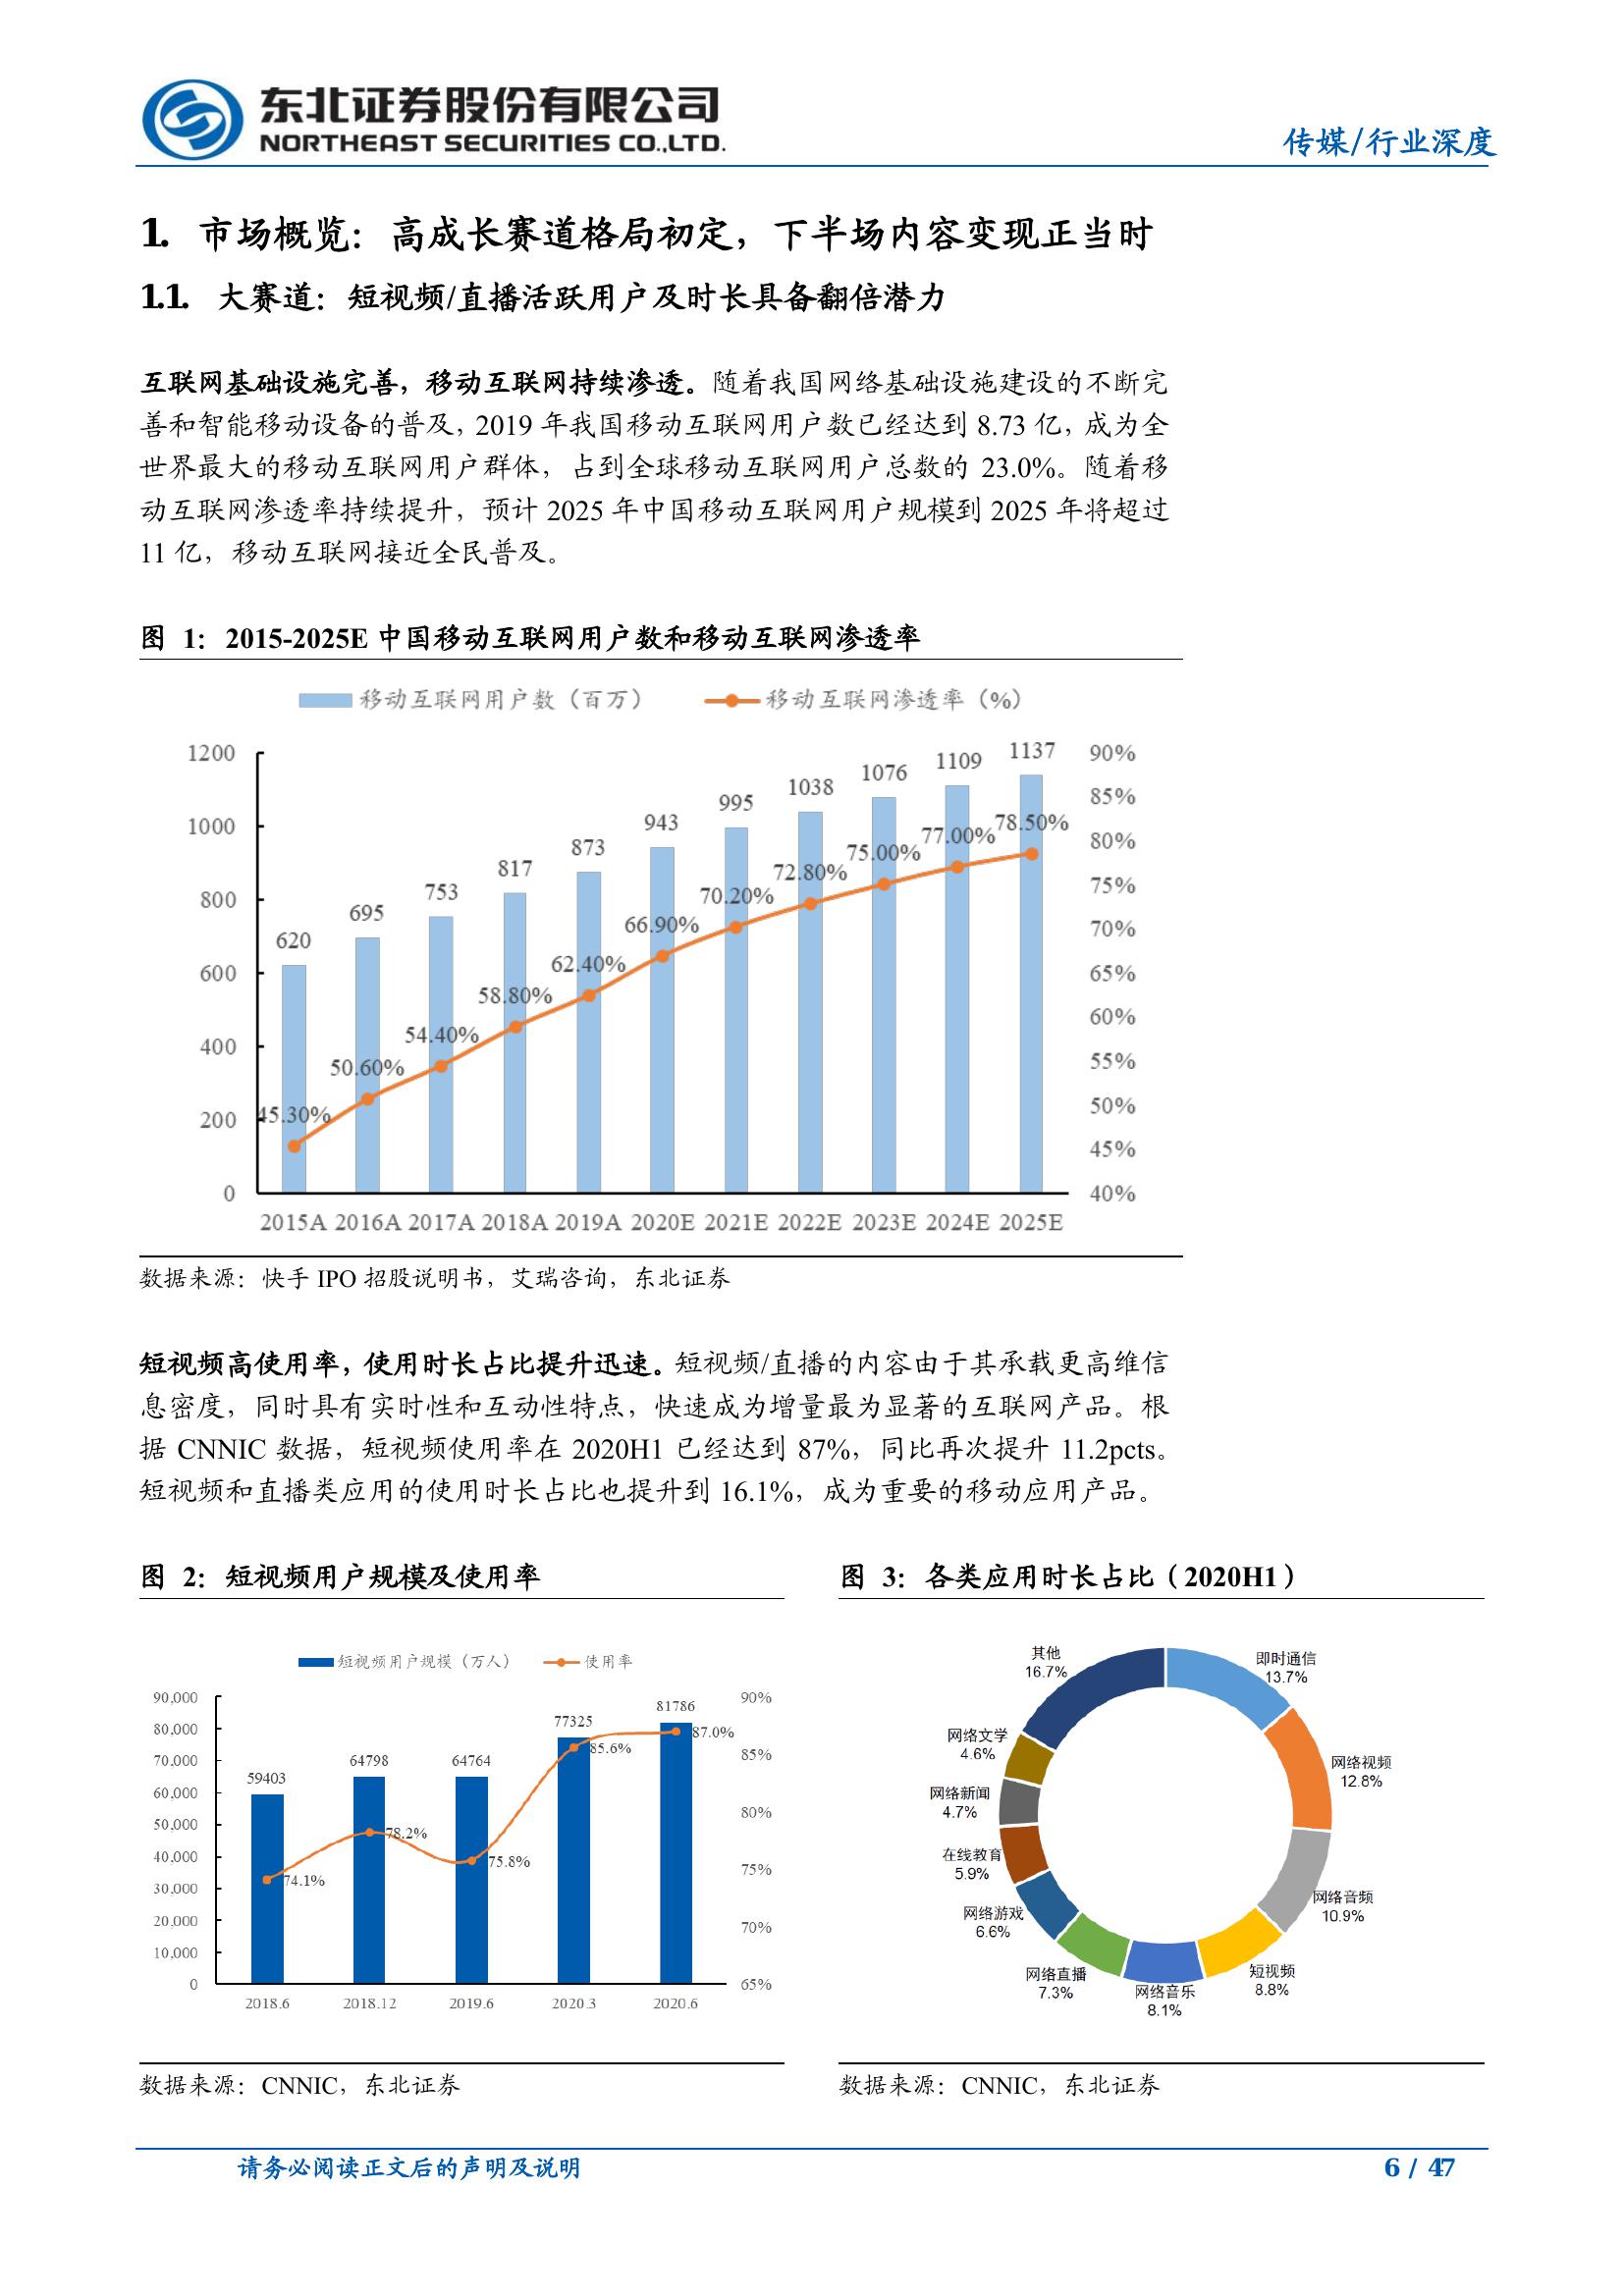 东北证券股份有限公司
NORTHEAST SECURITIES CO.,LTD.
传媒/行业深度
1. 市场概览：高成长赛道格局初定，下半场内容变现正当时
1.1. 大赛道：短视频/直播活跃用户及时长具备翻倍潜力
互联网基础设施完善，移动互联网持续渗透。随着我国网络基础设施建设的不断完
善和智能移动设备的普及，2019 年我国移动互联网用户数已经达到 8.73 亿，成为全
世界最大的移动互联网用户群体，占到全球移动互联网用户总数的 23.0%。随着移
动互联网渗透率持续提升，预计 2025 年中国移动互联网用户规模到 2025 年将超过
11 亿，移动互联网接近全民普及。
图 1：2015-2025E 中国移动互联网用户数和移动互联网渗透率
移动互联网用户数（百万） 移动互联网渗透率（%）
1200
1000
800
600
400
200
0
620 695 753 817 873 943 995 1038 1076 1109 1137
45.30% 50.60% 54.40% 58.80% 62.40% 66.90% 70.20% 72.80% 75.00% 77.00% 78.50%
90%
85%
80%
75%
70%
65%
60%
55%
50%
45%
40%
2015A 2016A 2017A 2018A 2019A 2020E 2021E 2022E 2023E 2024E 2025E
数据来源：快手 IPO 招股说明书，艾瑞咨询，东北证券
短视频高使用率，使用时长占比提升迅速。短视频/直播的内容由于其承载更高维信
息密度，同时具有实时性和互动性特点，快速成为增量最为显著的互联网产品。根
据 CNNIC 数据，短视频使用率在 2020H1 已经达到 87%，同比再次提升 11.2pcts。
短视频和直播类应用的使用时长占比也提升到 16.1%，成为重要的移动应用产品。
图 2：短视频用户规模及使用率
短视频用户规模（万人） 使用率
90,000
80,000
70,000
60,000
50,000
40,000
30,000
20,000
10,000
0
59403 64798 64764 77325 81786
74.1% 78.2% 75.8% 85.6% 87.0%
90%
85%
80%
75%
70%
65%
2018.6 2018.12 2019.6 2020.3 2020.6
数据来源：CNNIC，东北证券
图 3：各类应用时长占比（2020H1）
即时通信
13.7%
网络视频
12.8%
网络音频
10.9%
短视频
8.8%
网络音乐
8.1%
网络直播
7.3%
网络游戏
6.6%
在线教育
5.9%
网络新闻
4.7%
网络文学
4.6%
其他
16.7%
数据来源：CNNIC，东北证券
请务必阅读正文后的声明及说明
6 / 47